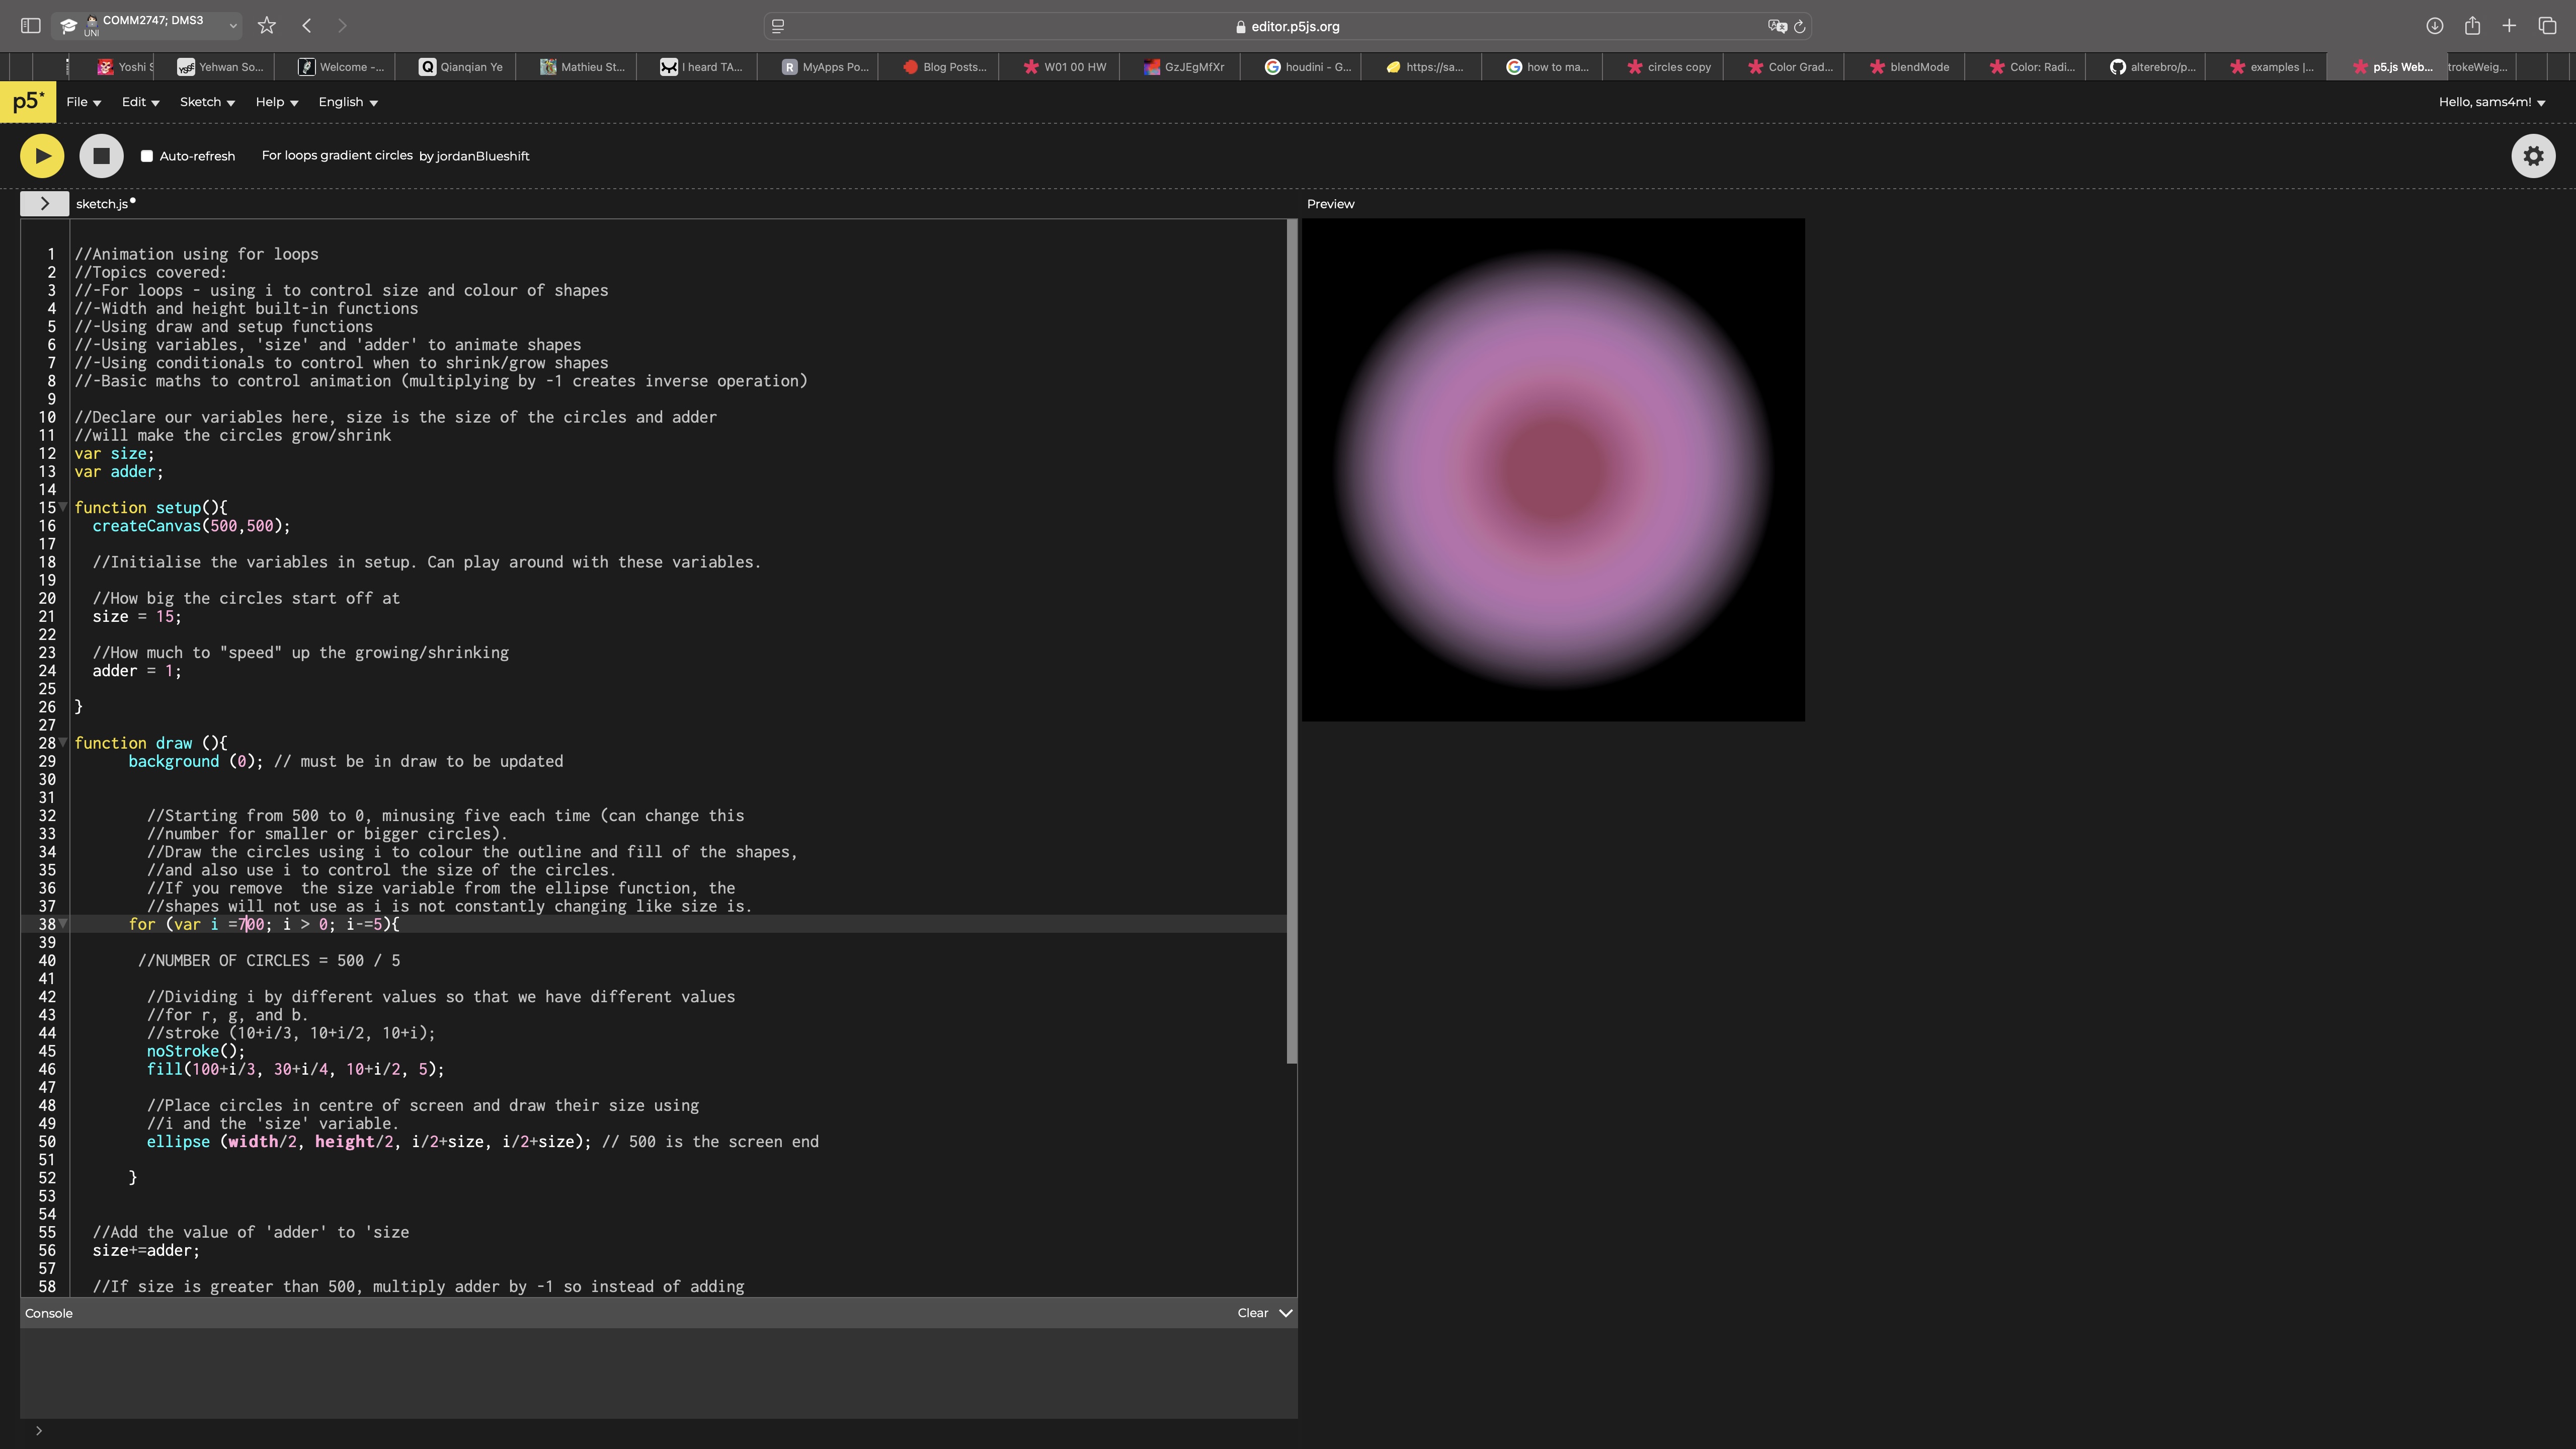 COMM2747; DMS3
UNI
editor.p5js.org
Yoshi S
Yehwan So...
Welcome -...
Qianqian Ye
Mathieu St...
I heard TA...
MyApps Po...
Blog Posts...
W01 00 HW
GzJEgMfXr
houdini - G...
https://sa...
how to ma...
circles copy
Color Grad...
blendMode
Color: Radi...
alterebro/p...
examples |...
p5.js Web...
trokeWeig...
p5* File Edit Sketch Help English Hello, sams4m!
Auto-refresh For loops gradient circles by jordanBlueshift
> sketch.js
Preview
1 //Animation using for loops
2 //Topics covered:
3 //-For loops - using i to control size and colour of shapes
4 //-Width and height built-in functions
5 //-Using draw and setup functions
6 //-Using variables, 'size' and 'adder' to animate shapes
7 //-Using conditionals to control when to shrink/grow shapes
8 //-Basic maths to control animation (multiplying by -1 creates inverse operation)
9
10 //Declare our variables here, size is the size of the circles and adder
11 //will make the circles grow/shrink
12 var size;
13 var adder;
14
15 function setup(){
16 createCanvas(500,500);
17
18 //Initialise the variables in setup. Can play around with these variables.
19
20 //How big the circles start off at
21 size = 15;
22
23 //How much to "speed" up the growing/shrinking
24 adder = 1;
25
26 }
27
28 function draw (){
29 background (0); // must be in draw to be updated
30
31
32 //Starting from 500 to 0, minusing five each time (can change this
33 //number for smaller or bigger circles).
34 //Draw the circles using i to colour the outline and fill of the shapes,
35 //and also use i to control the size of the circles.
36 //If you remove  the size variable from the ellipse function, the
37 //shapes will not use as i is not constantly changing like size is.
38 for (var i =700; i > 0; i-=5){
39
40 //NUMBER OF CIRCLES = 500 / 5
41
42 //Dividing i by different values so that we have different values
43 //for r, g, and b.
44 //stroke (10+i/3, 10+i/2, 10+i);
45 noStroke();
46 fill(100+i/3, 30+i/4, 10+i/2, 5);
47
48 //Place circles in centre of screen and draw their size using
49 //i and the 'size' variable.
50 ellipse (width/2, height/2, i/2+size, i/2+size); // 500 is the screen end
51
52 }
53
54
55 //Add the value of 'adder' to 'size
56 size+=adder;
57
58 //If size is greater than 500, multiply adder by -1 so instead of adding
Console Clear
>